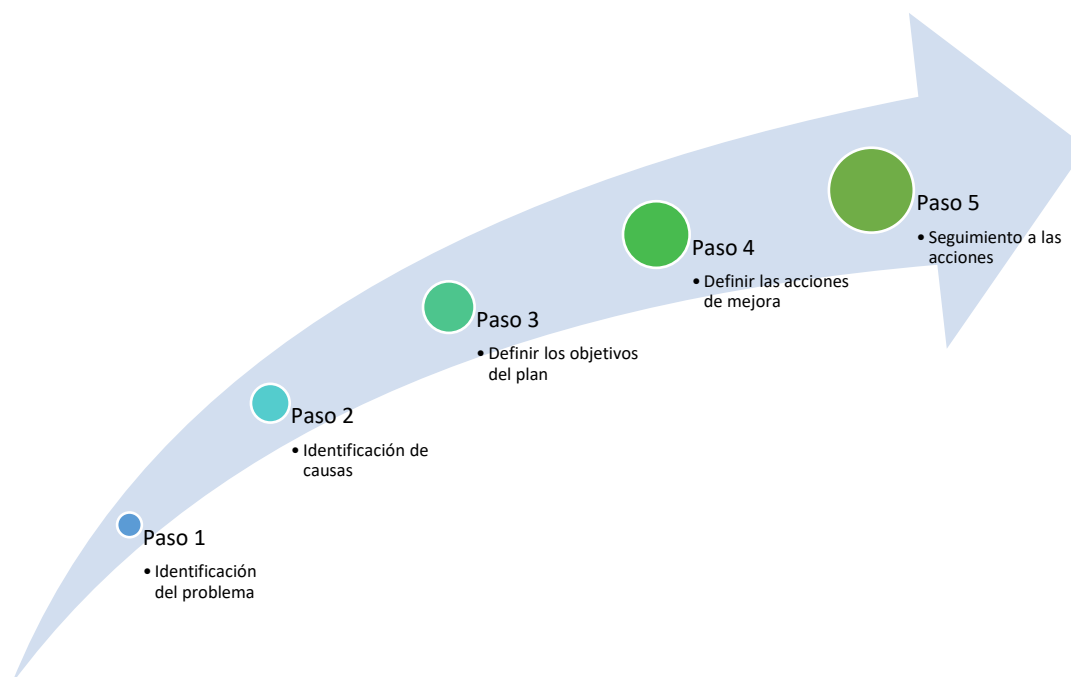 Paso 1
• Identificación
del problema
Paso 2
• Identificación de
causas
Paso 3
• Definir los objetivos
del plan
Paso 4
• Definir las acciones
de mejora
Paso 5
• Seguimiento a las
acciones